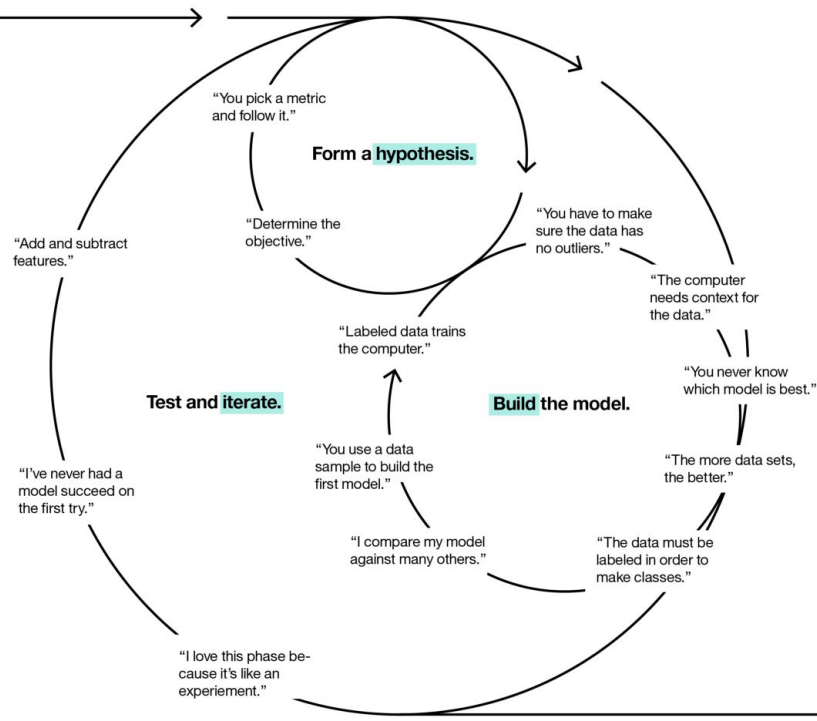 “You pick a metric
and follow it.”
Form a hypothesis.
“Determine the
objective.”
“You have to make
sure the data has
no outliers.”
“Add and subtract
features.”
“The computer
needs context for
the data.”
“Labeled data trains
the computer.”
“You never know
which model is best.”
Test and iterate.
Build the model.
“You use a data
sample to build the
first model.”
“The more data sets,
the better.”
“I’ve never had a
model succeed on
the first try.”
“I compare my model
against many others.”
“The data must be
labeled in order to
make classes.”
“I love this phase be-
cause it’s like an
experiement.”